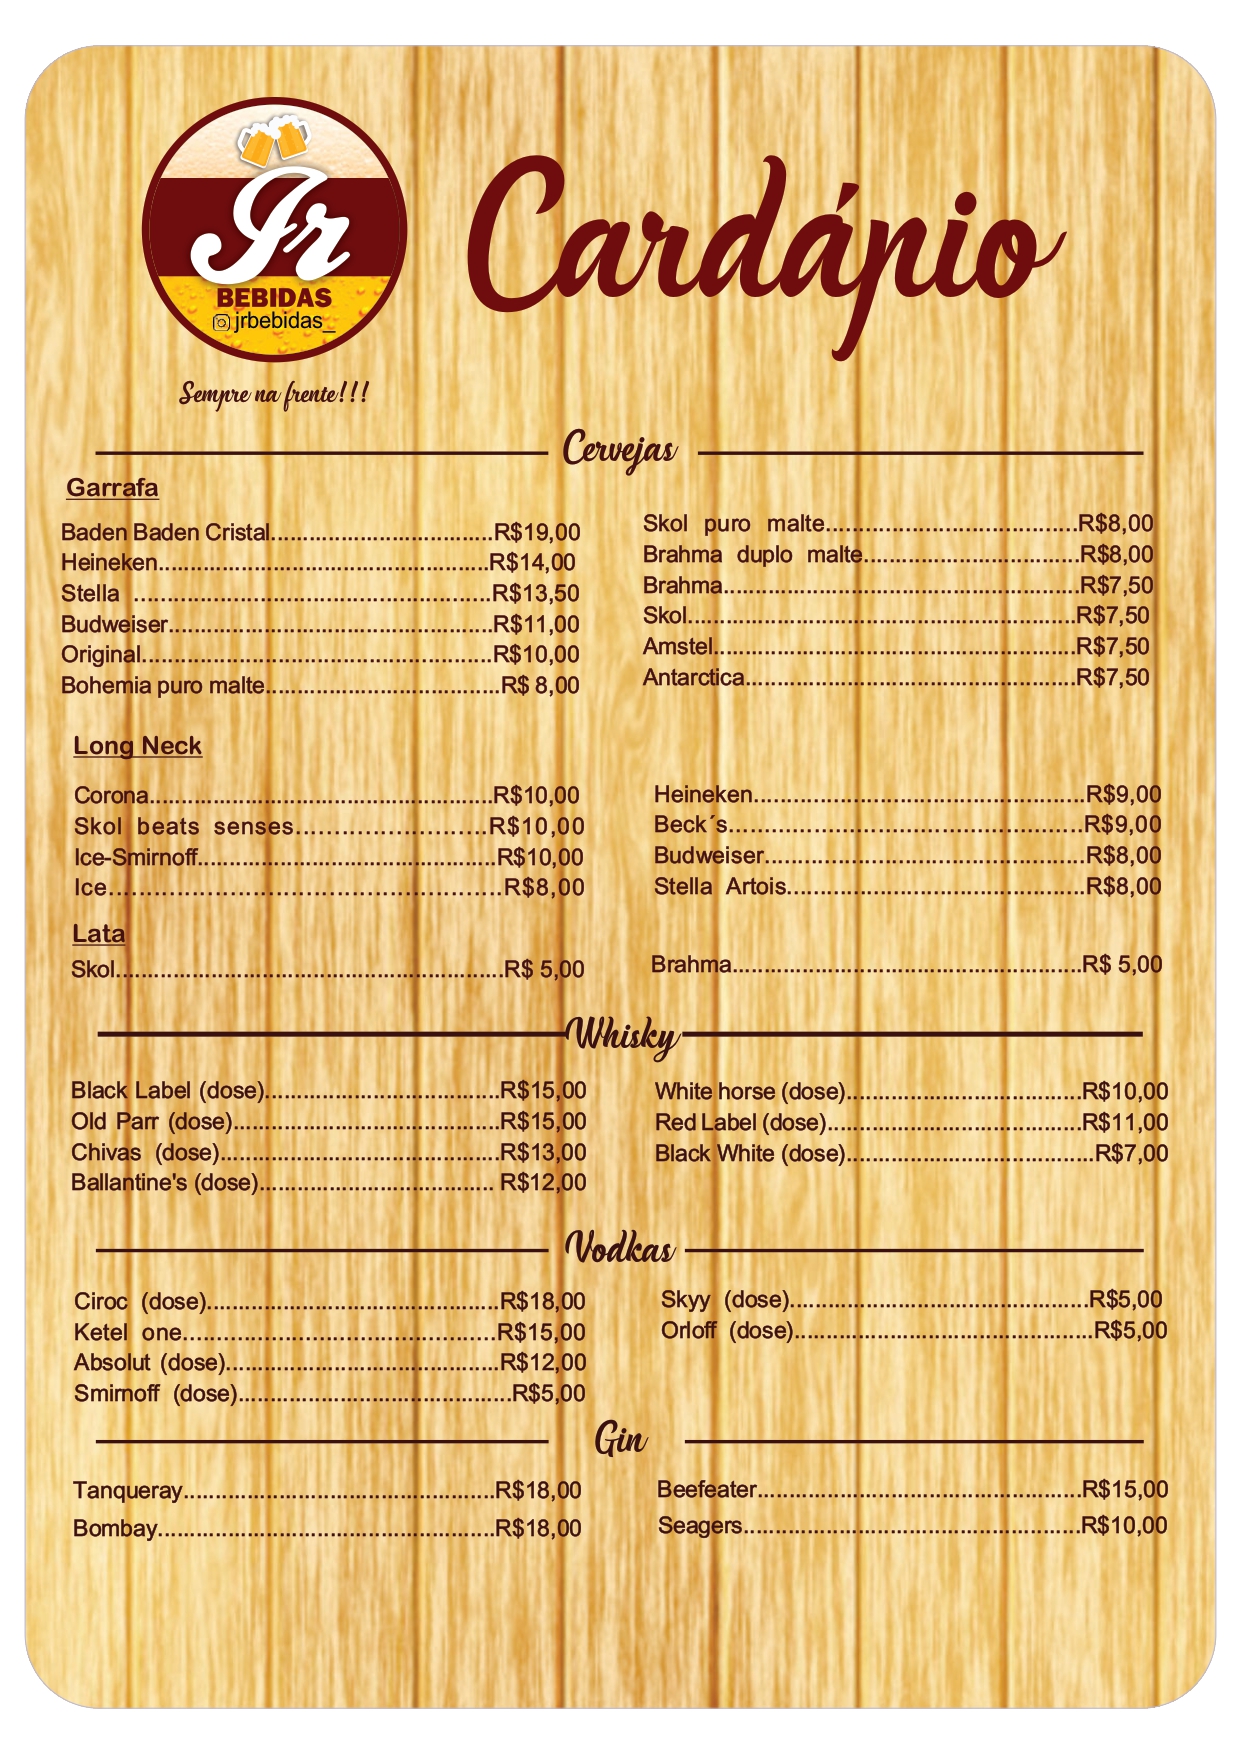 Jr
BEBIDAS
jrbebidas_
Sempre na frente!!!
Cardápio
Cervejas
Garrafa
Baden Baden Cristal...................................R$19,00
Heineken....................................................R$14,00
Stella ........................................................R$13,50
Budweiser...................................................R$11,00
Original.......................................................R$10,00
Bohemia puro malte.....................................R$ 8,00
Skol puro malte........................................R$8,00
Brahma duplo malte..................................R$8,00
Brahma........................................................R$7,50
Skol.............................................................R$7,50
Amstel.........................................................R$7,50
Antarctica....................................................R$7,50
Long Neck
Corona......................................................R$10,00
Skol beats senses........................R$10,00
Ice-Smirnoff...............................................R$10,00
Ice..................................................R$8,00
Heineken....................................................R$9,00
Beck´s........................................................R$9,00
Budweiser..................................................R$8,00
Stella Artois...............................................R$8,00
Lata
Skol.............................................................R$ 5,00
Brahma.......................................................R$ 5,00
Whisky
Black Label (dose).....................................R$15,00
Old Parr (dose)..........................................R$15,00
Chivas (dose)............................................R$13,00
Ballantine's (dose)..................................... R$12,00
White horse (dose).....................................R$10,00
Red Label (dose)........................................R$11,00
Black White (dose).......................................R$7,00
Vodkas
Ciroc (dose)..............................................R$18,00
Ketel one..................................................R$15,00
Absolut (dose)...........................................R$12,00
Smirnoff (dose)...........................................R$5,00
Skyy (dose)...............................................R$5,00
Orloff (dose)...............................................R$5,00
Gin
Tanqueray.................................................R$18,00
Bombay.....................................................R$18,00
Beefeater...................................................R$15,00
Seagers.....................................................R$10,00